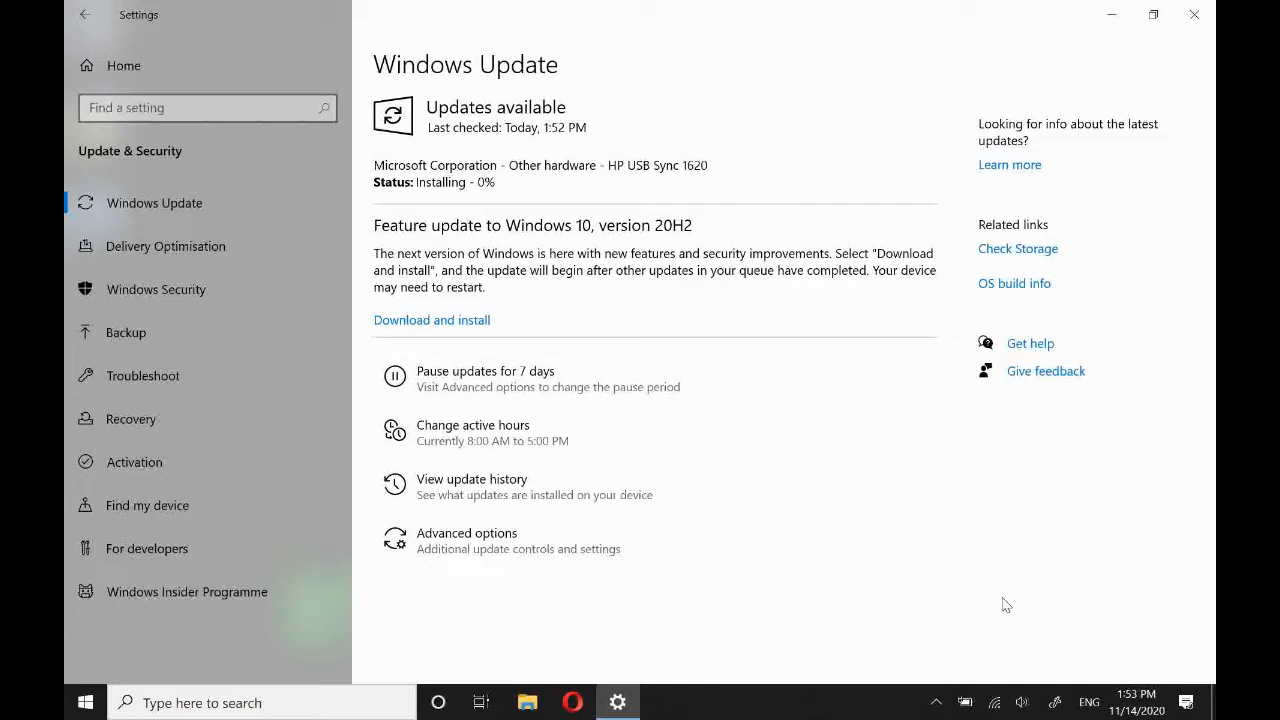 Settings
Home
Find a setting
Update & Security
Windows Update
Delivery Optimisation
Windows Security
Backup
Troubleshoot
Recovery
Activation
Find my device
For developers
Windows Insider Programme
Windows Update
Updates available
Last checked: Today, 1:52 PM
Microsoft Corporation - Other hardware - HP USB Sync 1620
Status: Installing - 0%
Feature update to Windows 10, version 20H2
The next version of Windows is here with new features and security improvements. Select "Download
and install", and the update will begin after other updates in your queue have completed. Your device
may need to restart.
Download and install
Pause updates for 7 days
Visit Advanced options to change the pause period
Change active hours
Currently 8:00 AM to 5:00 PM
View update history
See what updates are installed on your device
Advanced options
Additional update controls and settings
Looking for info about the latest
updates?
Learn more
Related links
Check Storage
OS build info
Get help
Give feedback
Type here to search
ENG
1:53 PM
11/14/2020